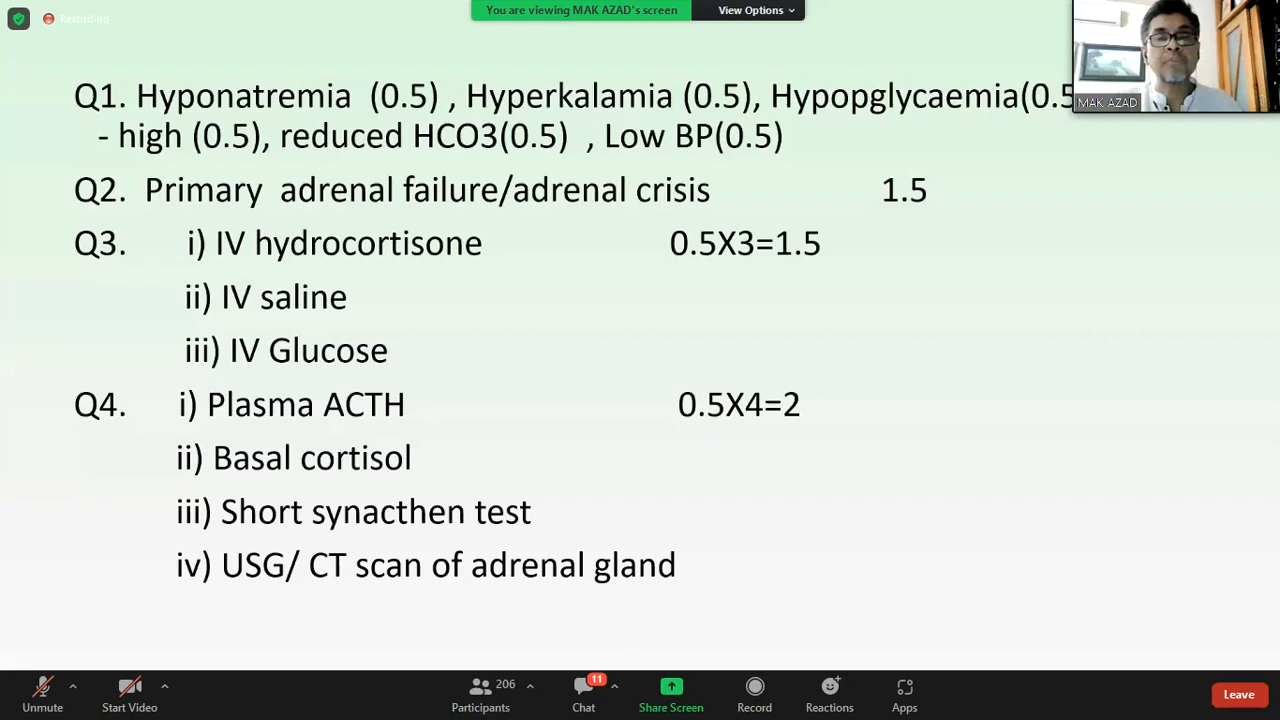 Recording
You are viewing MAK AZAD's screen
View Options
MAK AZAD
Q1. Hyponatremia (0.5) , Hyperkalamia (0.5), Hypopglycaemia(0.5
- high (0.5), reduced HCO3(0.5) , Low BP(0.5)
Q2. Primary adrenal failure/adrenal crisis 1.5
Q3. i) IV hydrocortisone 0.5X3=1.5
ii) IV saline
iii) IV Glucose
Q4. i) Plasma ACTH 0.5X4=2
ii) Basal cortisol
iii) Short synacthen test
iv) USG/ CT scan of adrenal gland
Unmute
Start Video
206
Participants
11
Chat
Share Screen
Record
Reactions
Apps
Leave